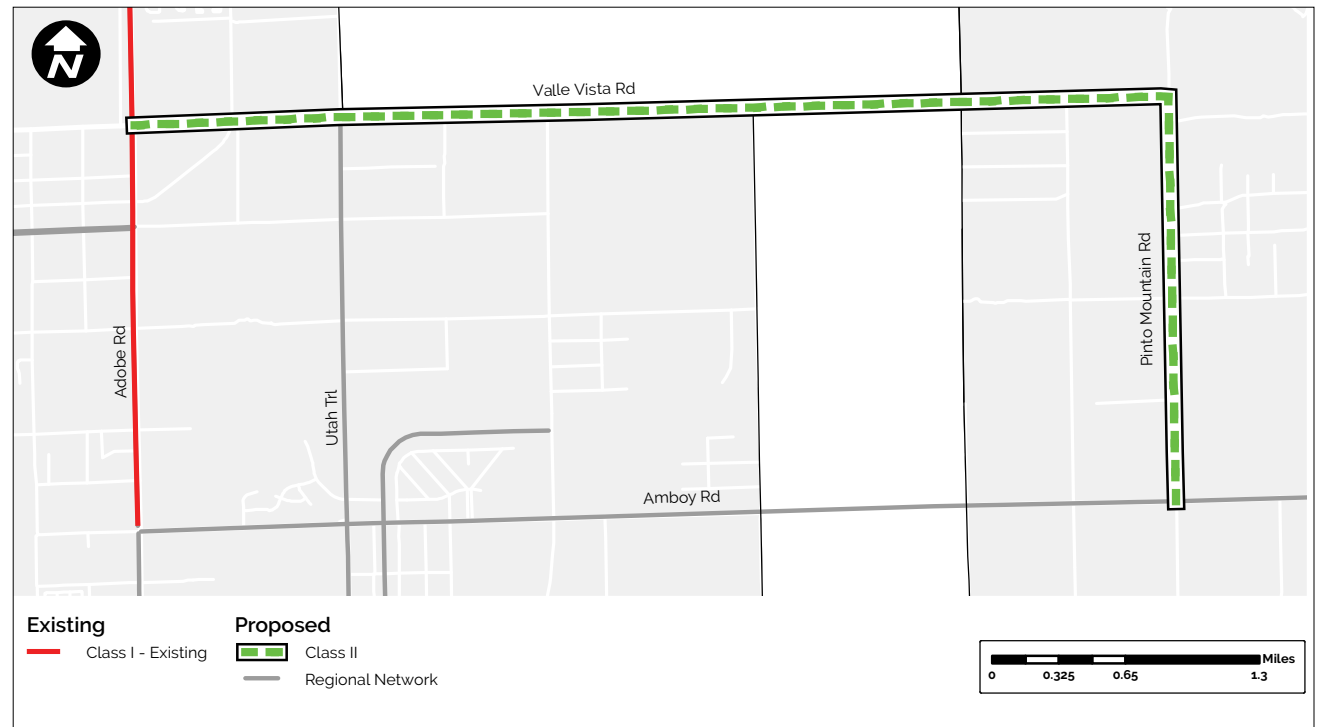 N
Valle Vista Rd
Adobe Rd
Utah Trl
Pinto Mountain Rd
Amboy Rd
Existing
Class I - Existing
Proposed
Class II
Regional Network
Miles
0 0.325 0.65 1.3